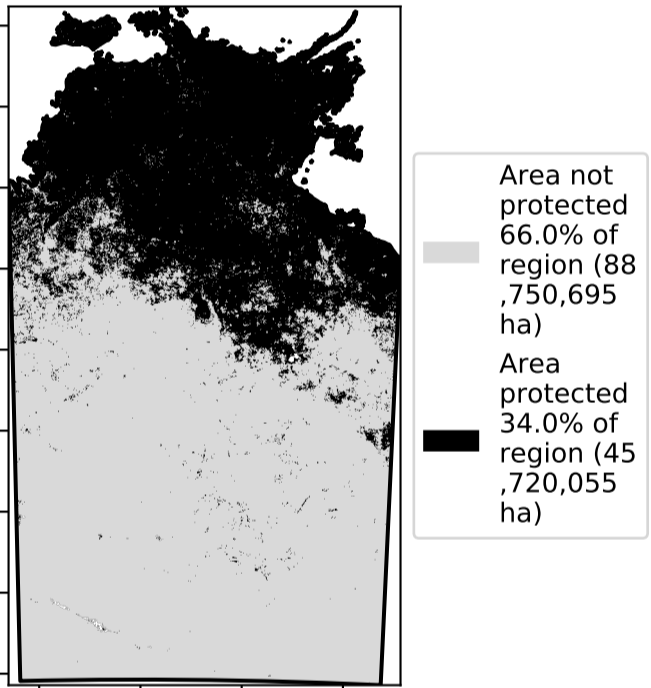 Area not
protected
66.0% of
region (88
,750,695
ha)
Area
protected
34.0% of
region (45
,720,055
ha)